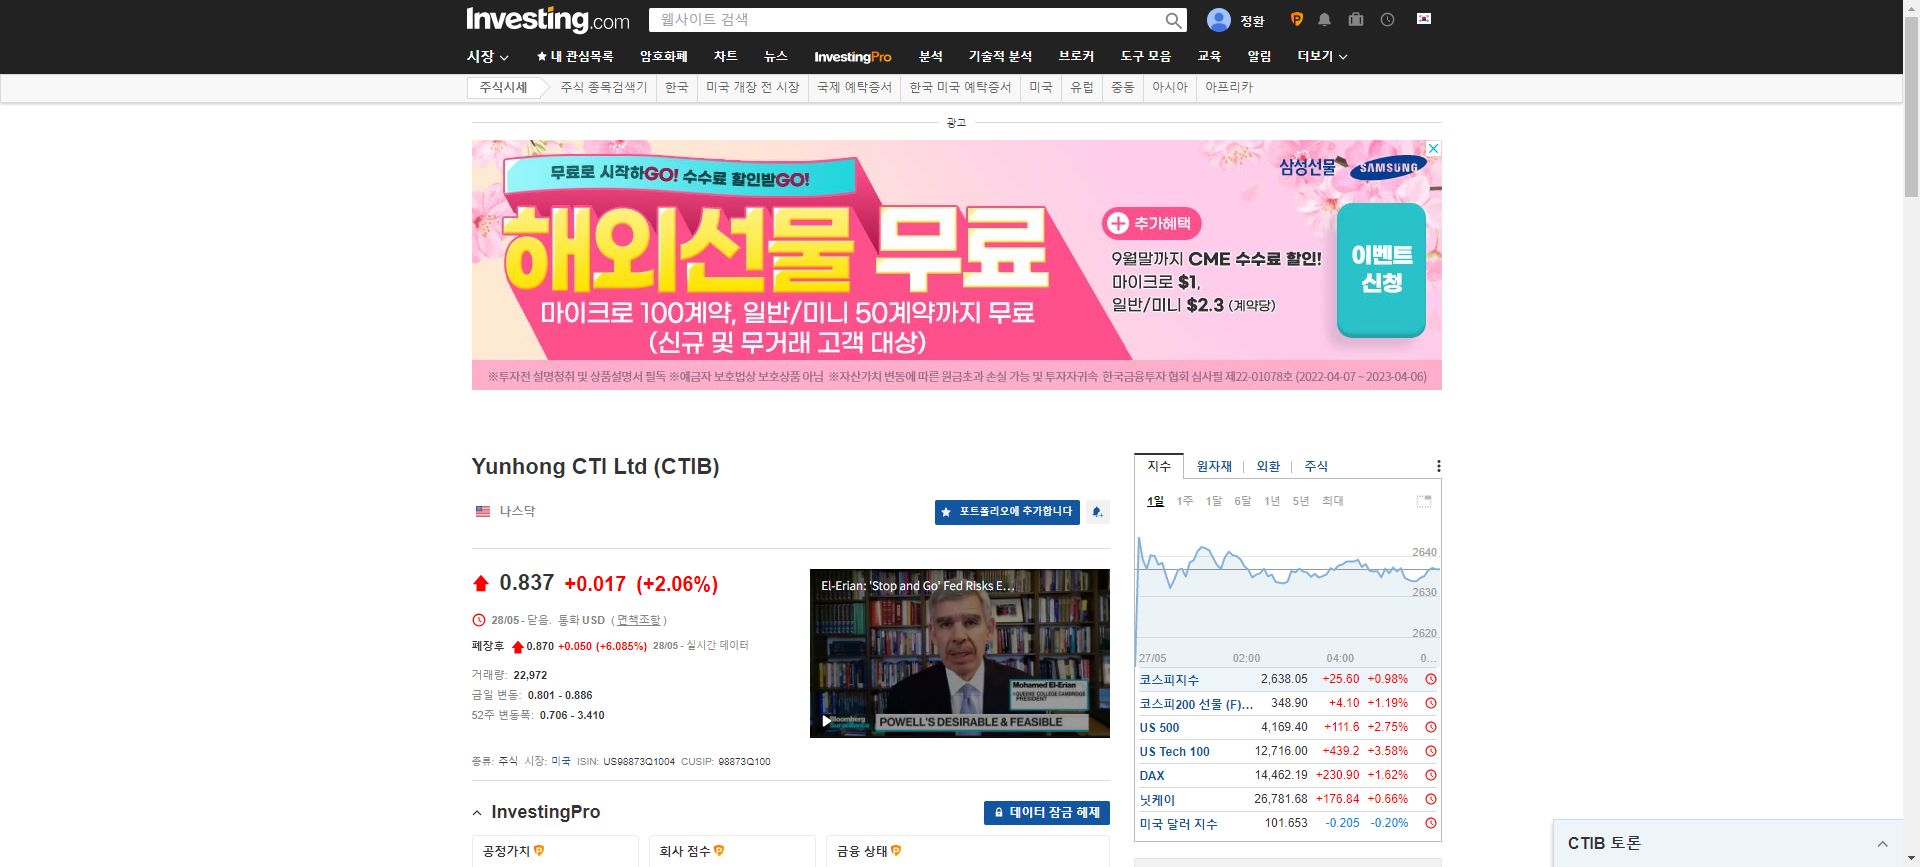 Investing.com
웹사이트 검색
정환
시장
내 관심목록
암호화폐
차트
뉴스
InvestingPro
분석
기술적 분석
브로커
도구 모음
교육
알림
더보기
주식시세
주식 종목검색기
한국
미국 개장 전 시장
국제 예탁증서
한국 미국 예탁증서
미국
유럽
중동
아시아
아프리카
광고
무료로 시작하GO! 수수료 할인받GO!
해외선물 무료
마이크로 100계약, 일반/미니 50계약까지 무료
(신규 및 무거래 고객 대상)
삼성선물 SAMSUNG
추가혜택
9월말까지 CME 수수료 할인!
마이크로 $1,
일반/미니 $2.3 (계약당)
이벤트
신청
※투자전 설명청취 및 상품설명서 필독 ※예금자 보호법상 보호상품 아님 ※자산가치 변동에 따른 원금초과 손실 가능 및 투자자귀속 한국금융투자 협회 심사필 제22-01078호 (2022-04-07 ~ 2023-04-06)
Yunhong CTI Ltd (CTIB)
나스닥
포트폴리오에 추가합니다
0.837 +0.017 (+2.06%)
28/05 - 닫음. 통화 USD ( 면책조항 )
폐장후 0.870 +0.050 (+6.085%) 28/05 - 실시간 데이터
거래량: 22,972
금일 변동: 0.801 - 0.886
52주 변동폭: 0.706 - 3.410
El-Erian: 'Stop and Go' Fed Risks E...
Mohamed El-Erian
QUEENS' COLLEGE, CAMBRIDGE
PRESIDENT
Bloomberg
Surveillance
POWELL'S DESIRABLE & FEASIBLE
종류: 주식 시장: 미국 ISIN: US98873Q1004 CUSIP: 98873Q100
InvestingPro
데이터 잠금 해제
공정가치
회사 점수
금융 상태
지수
원자재
외환
주식
1일 1주 1달 6달 1년 5년 최대
2640
2630
2620
27/05 02:00 04:00 0...
코스피지수 2,638.05 +25.60 +0.98%
코스피200 선물 (F)... 348.90 +4.10 +1.19%
US 500 4,169.40 +111.6 +2.75%
US Tech 100 12,716.00 +439.2 +3.58%
DAX 14,462.19 +230.90 +1.62%
닛케이 26,781.68 +176.84 +0.66%
미국 달러 지수 101.653 -0.205 -0.20%
CTIB 토론